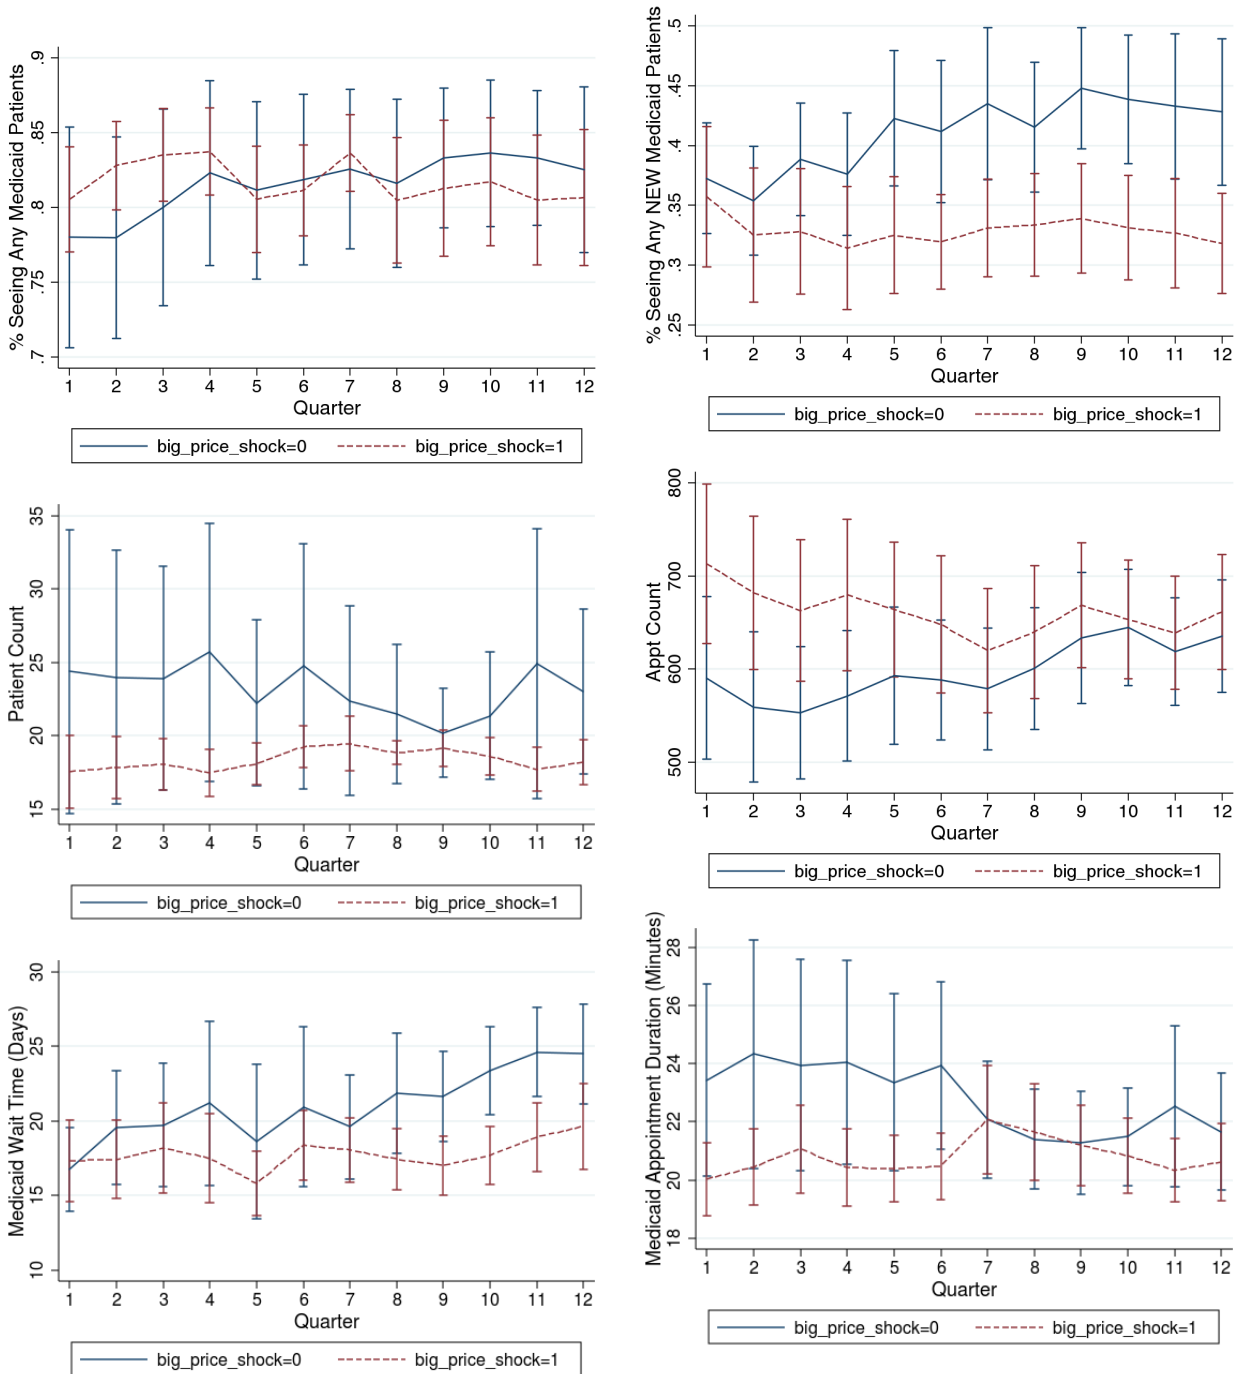 % Seeing Any Medicaid Patients
.9
.85
.8
.75
.7
1 2 3 4 5 6 7 8 9 10 11 12
Quarter
big_price_shock=0 big_price_shock=1
% Seeing Any NEW Medicaid Patients
.5
.45
.4
.35
.3
.25
1 2 3 4 5 6 7 8 9 10 11 12
Quarter
big_price_shock=0 big_price_shock=1
Patient Count
35
30
25
20
15
1 2 3 4 5 6 7 8 9 10 11 12
Quarter
big_price_shock=0 big_price_shock=1
Appt Count
800
700
600
500
1 2 3 4 5 6 7 8 9 10 11 12
Quarter
big_price_shock=0 big_price_shock=1
Medicaid Wait Time (Days)
30
25
20
15
10
1 2 3 4 5 6 7 8 9 10 11 12
Quarter
big_price_shock=0 big_price_shock=1
Medicaid Appointment Duration (Minutes)
28
26
24
22
20
18
1 2 3 4 5 6 7 8 9 10 11 12
Quarter
big_price_shock=0 big_price_shock=1